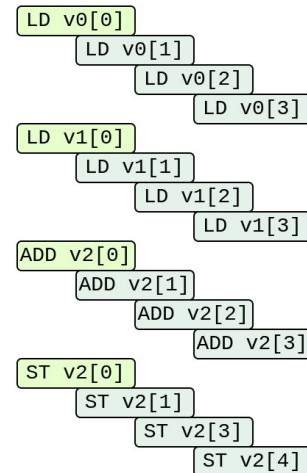 LD v0[0]
LD v0[1]
LD v0[2]
LD v0[3]
LD v1[0]
LD v1[1]
LD v1[2]
LD v1[3]
ADD v2[0]
ADD v2[1]
ADD v2[2]
ADD v2[3]
ST v2[0]
ST v2[1]
ST v2[3]
ST v2[4]